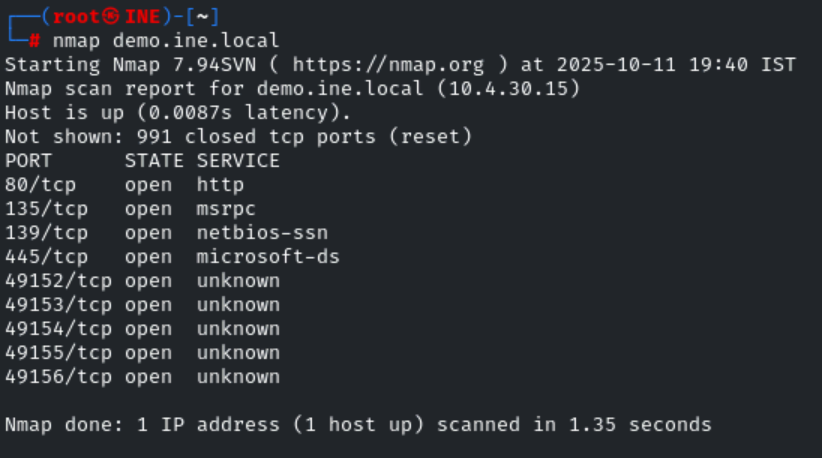 ┌──(root㉿INE)-[~]
└─# nmap demo.ine.local
Starting Nmap 7.94SVN ( https://nmap.org ) at 2025-10-11 19:40 IST
Nmap scan report for demo.ine.local (10.4.30.15)
Host is up (0.0087s latency).
Not shown: 991 closed tcp ports (reset)
PORT      STATE SERVICE
80/tcp    open  http
135/tcp   open  msrpc
139/tcp   open  netbios-ssn
445/tcp   open  microsoft-ds
49152/tcp open  unknown
49153/tcp open  unknown
49154/tcp open  unknown
49155/tcp open  unknown
49156/tcp open  unknown

Nmap done: 1 IP address (1 host up) scanned in 1.35 seconds